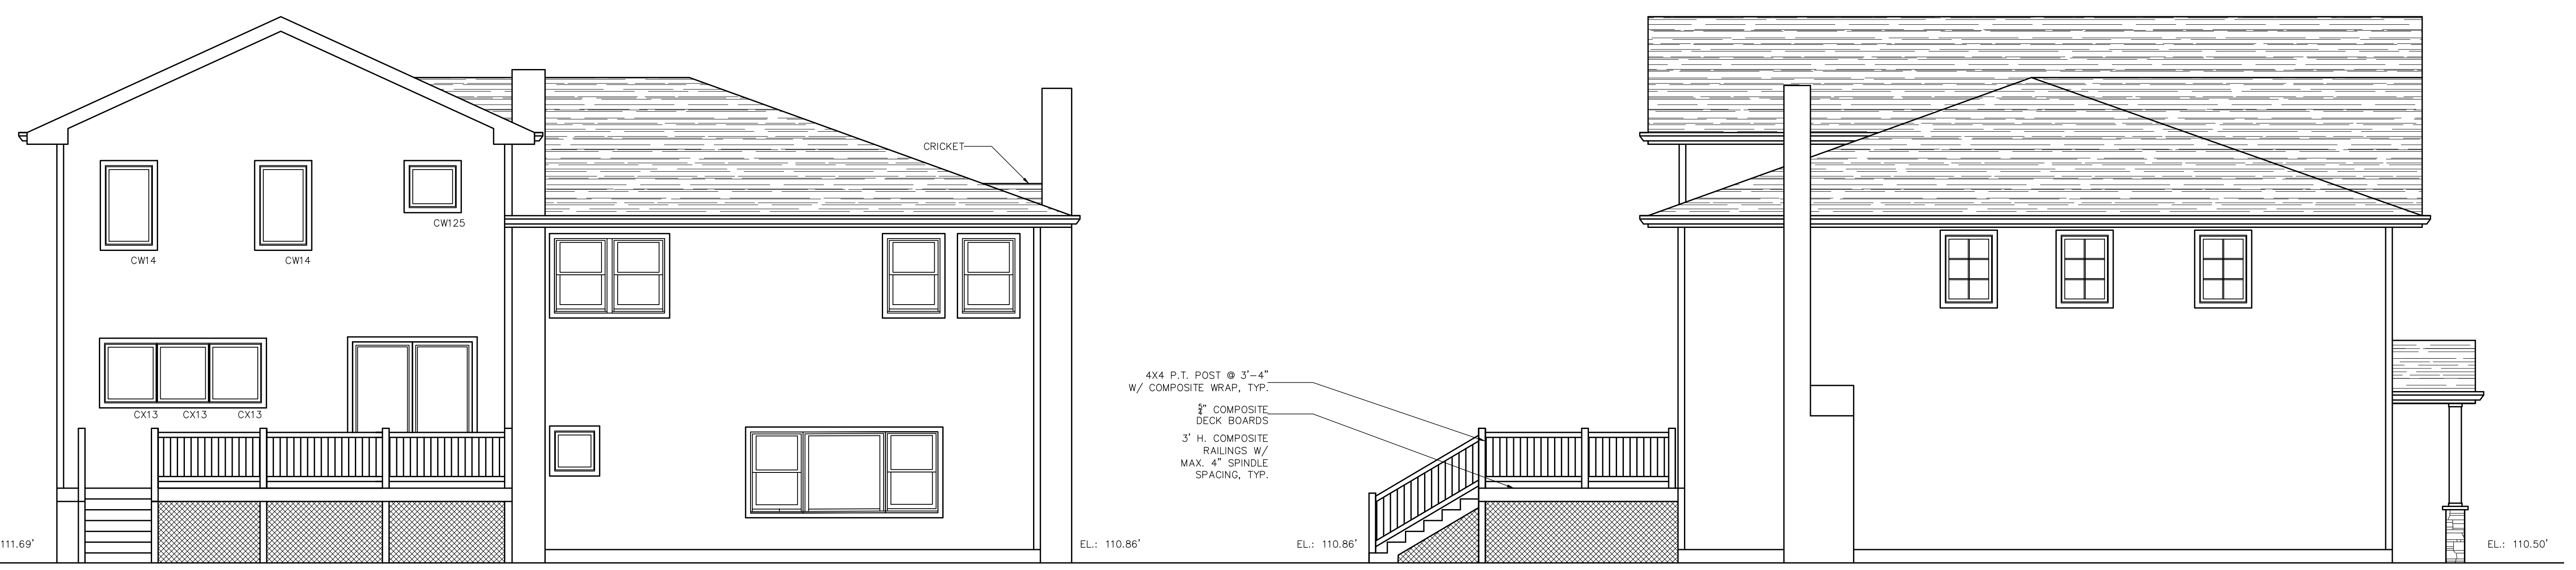 CRICKET
CW125
CW14
CW14
CX13 CX13 CX13
111.69'
EL.: 110.86'
4X4 P.T. POST @ 3'-4"
W/ COMPOSITE WRAP, TYP.
5/4" COMPOSITE
DECK BOARDS
3' H. COMPOSITE
RAILINGS W/
MAX. 4" SPINDLE
SPACING, TYP.
EL.: 110.86'
EL.: 110.50'